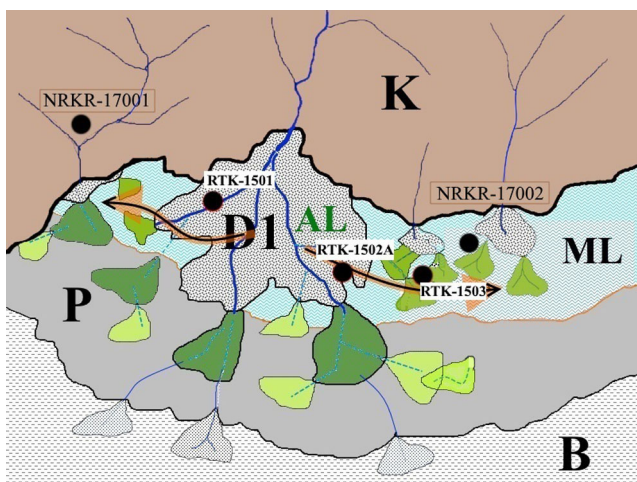 K
NRKR-17001
RTK-1501
NRKR-17002
D1
AL
RTK-1502A
ML
RTK-1503
P
B